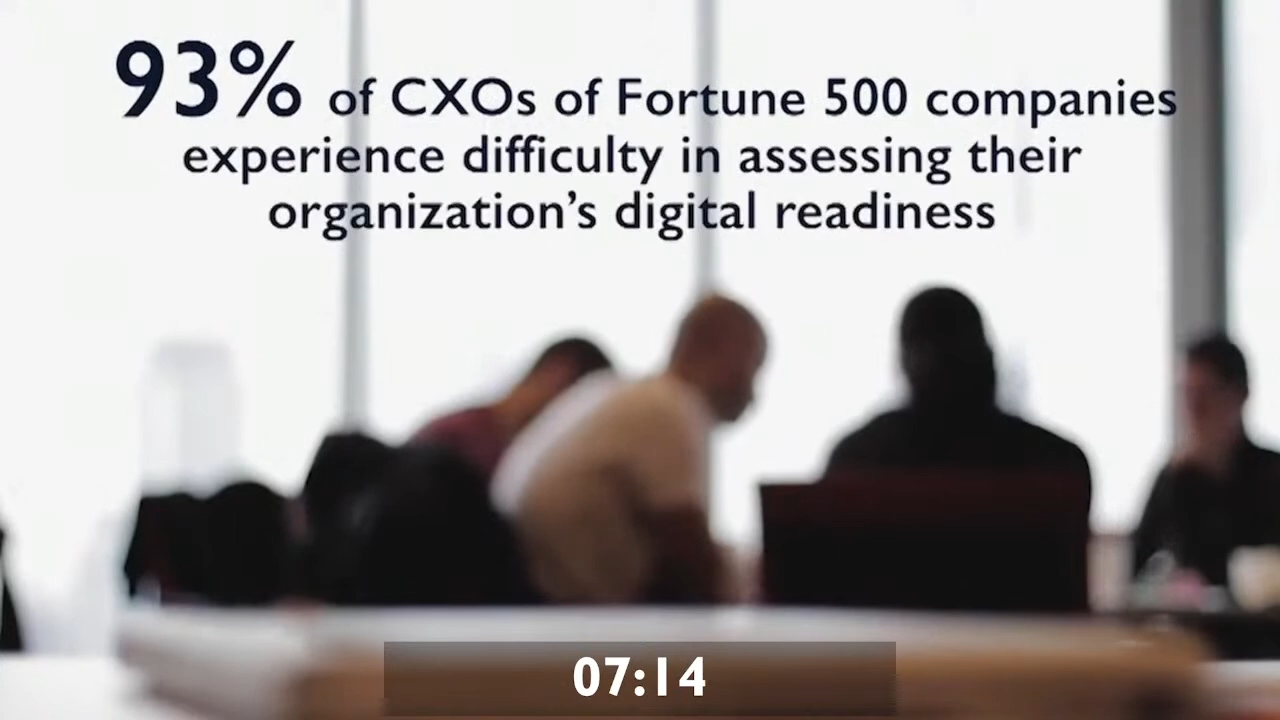 93% of CXOs of Fortune 500 companies
experience difficulty in assessing their
organization’s digital readiness
07:14